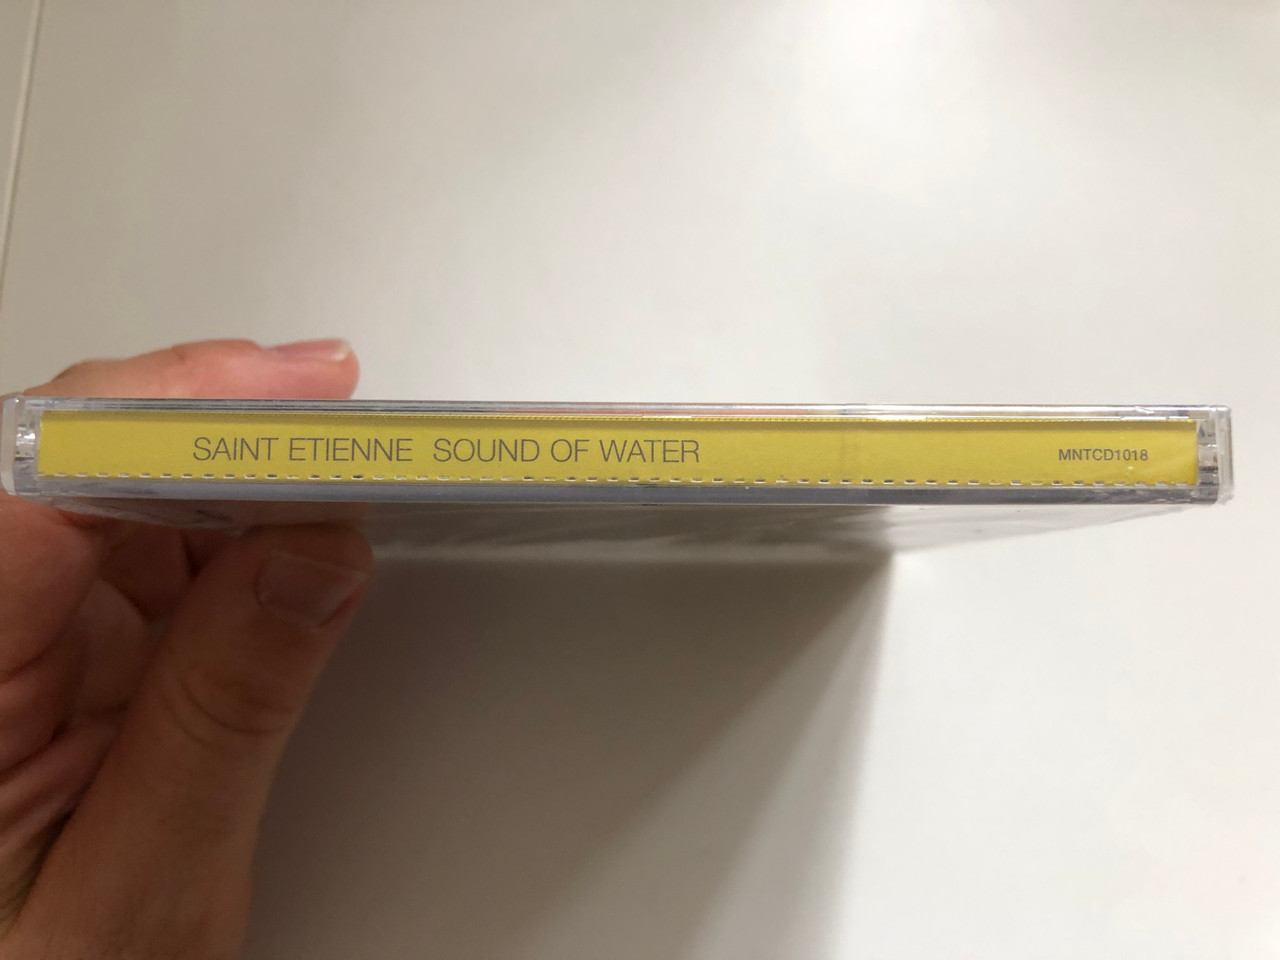 SAINT ETIENNE SOUND OF WATER MNTCD1018